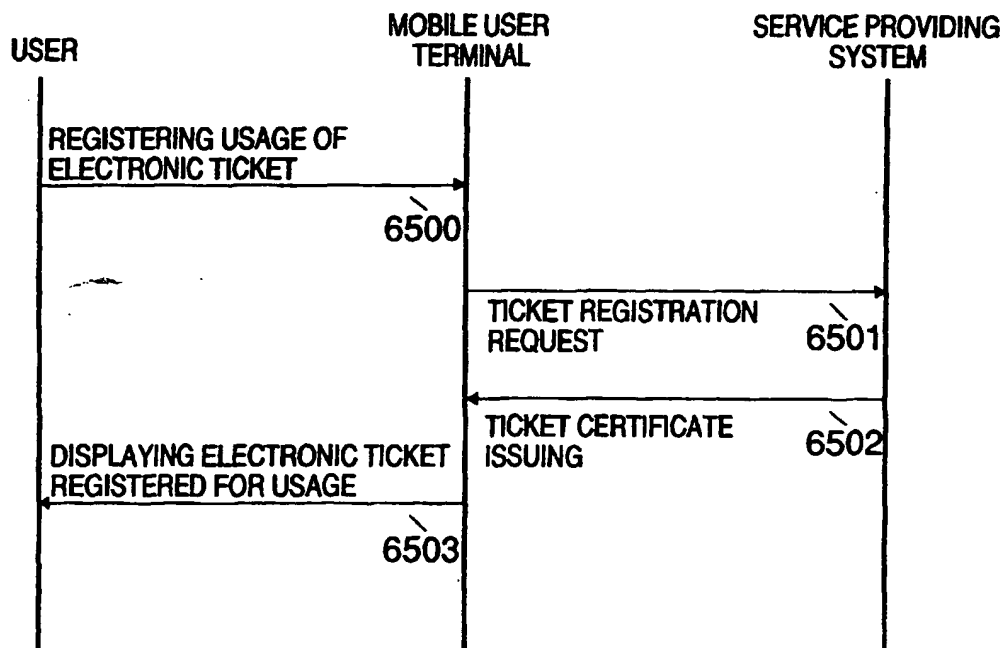 USER
MOBILE USER
TERMINAL
SERVICE PROVIDING
SYSTEM
REGISTERING USAGE OF
ELECTRONIC TICKET
6500
TICKET REGISTRATION
REQUEST
6501
TICKET CERTIFICATE
ISSUING
6502
DISPLAYING ELECTRONIC TICKET
REGISTERED FOR USAGE
6503